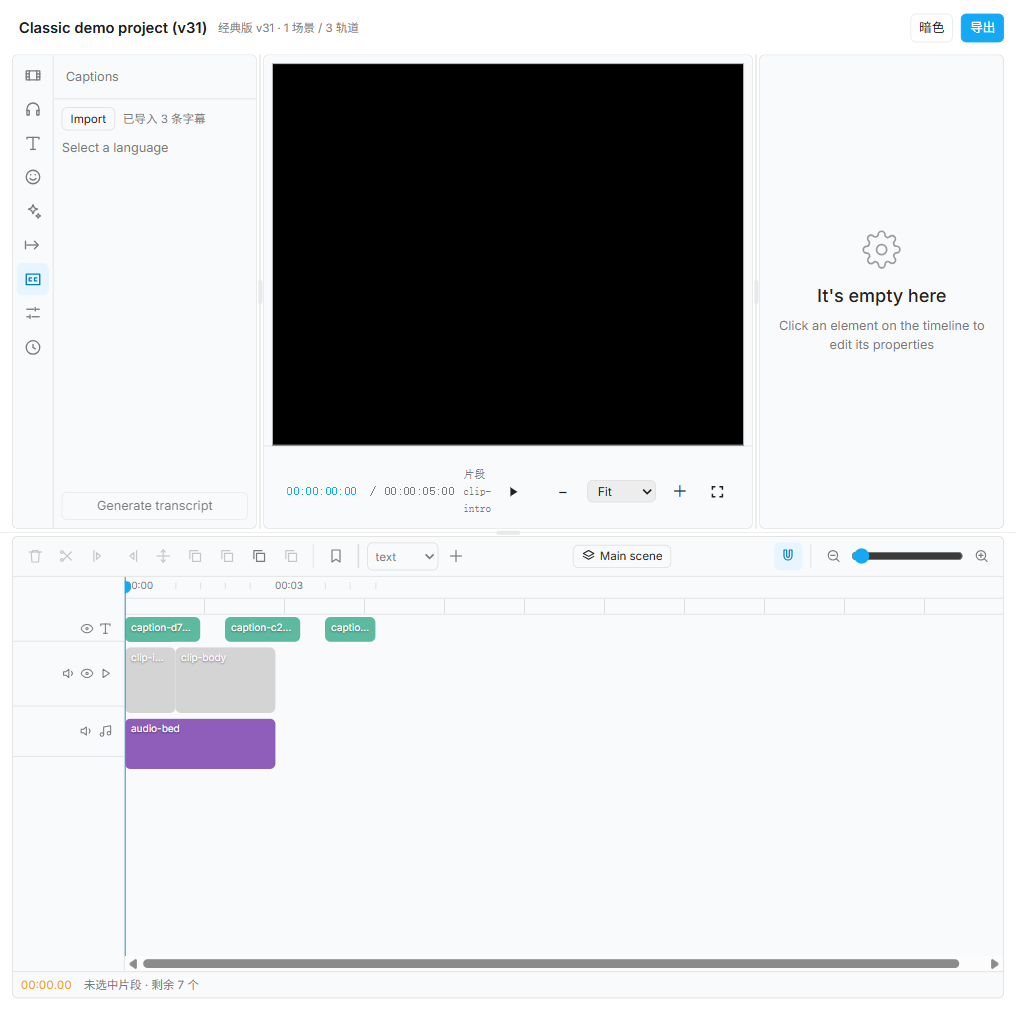 Classic demo project (v31)
经典版 v31 · 1 场景 / 3 轨道
暗色
导出
Captions
Import
已导入 3 条字幕
Select a language
Generate transcript
00:00:00:00 / 00:00:05:00
片段
clip-
intro
Fit
It's empty here
Click an element on the timeline to
edit its properties
text
Main scene
0:00
00:03
caption-d7...
caption-c2...
captio...
clip-i...
clip-body
audio-bed
00:00.00
未选中片段 · 剩余 7 个